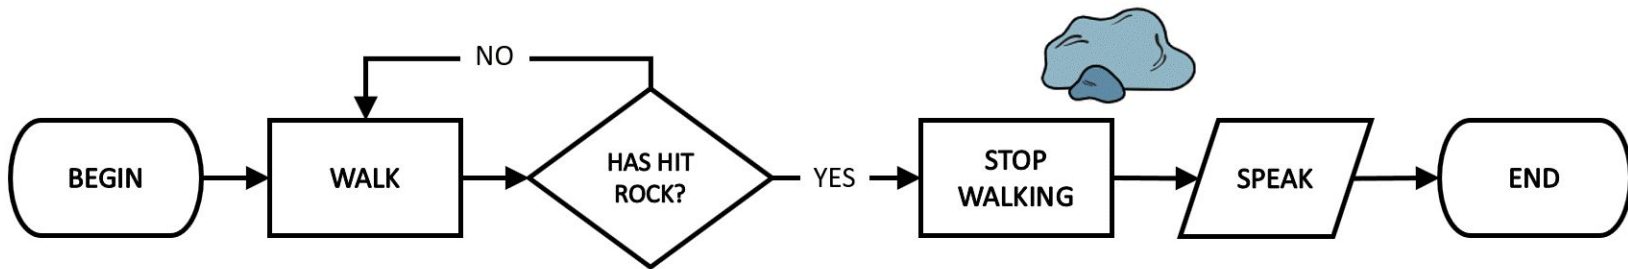 NO
BEGIN
WALK
HAS HIT
ROCK?
YES
STOP
WALKING
SPEAK
END